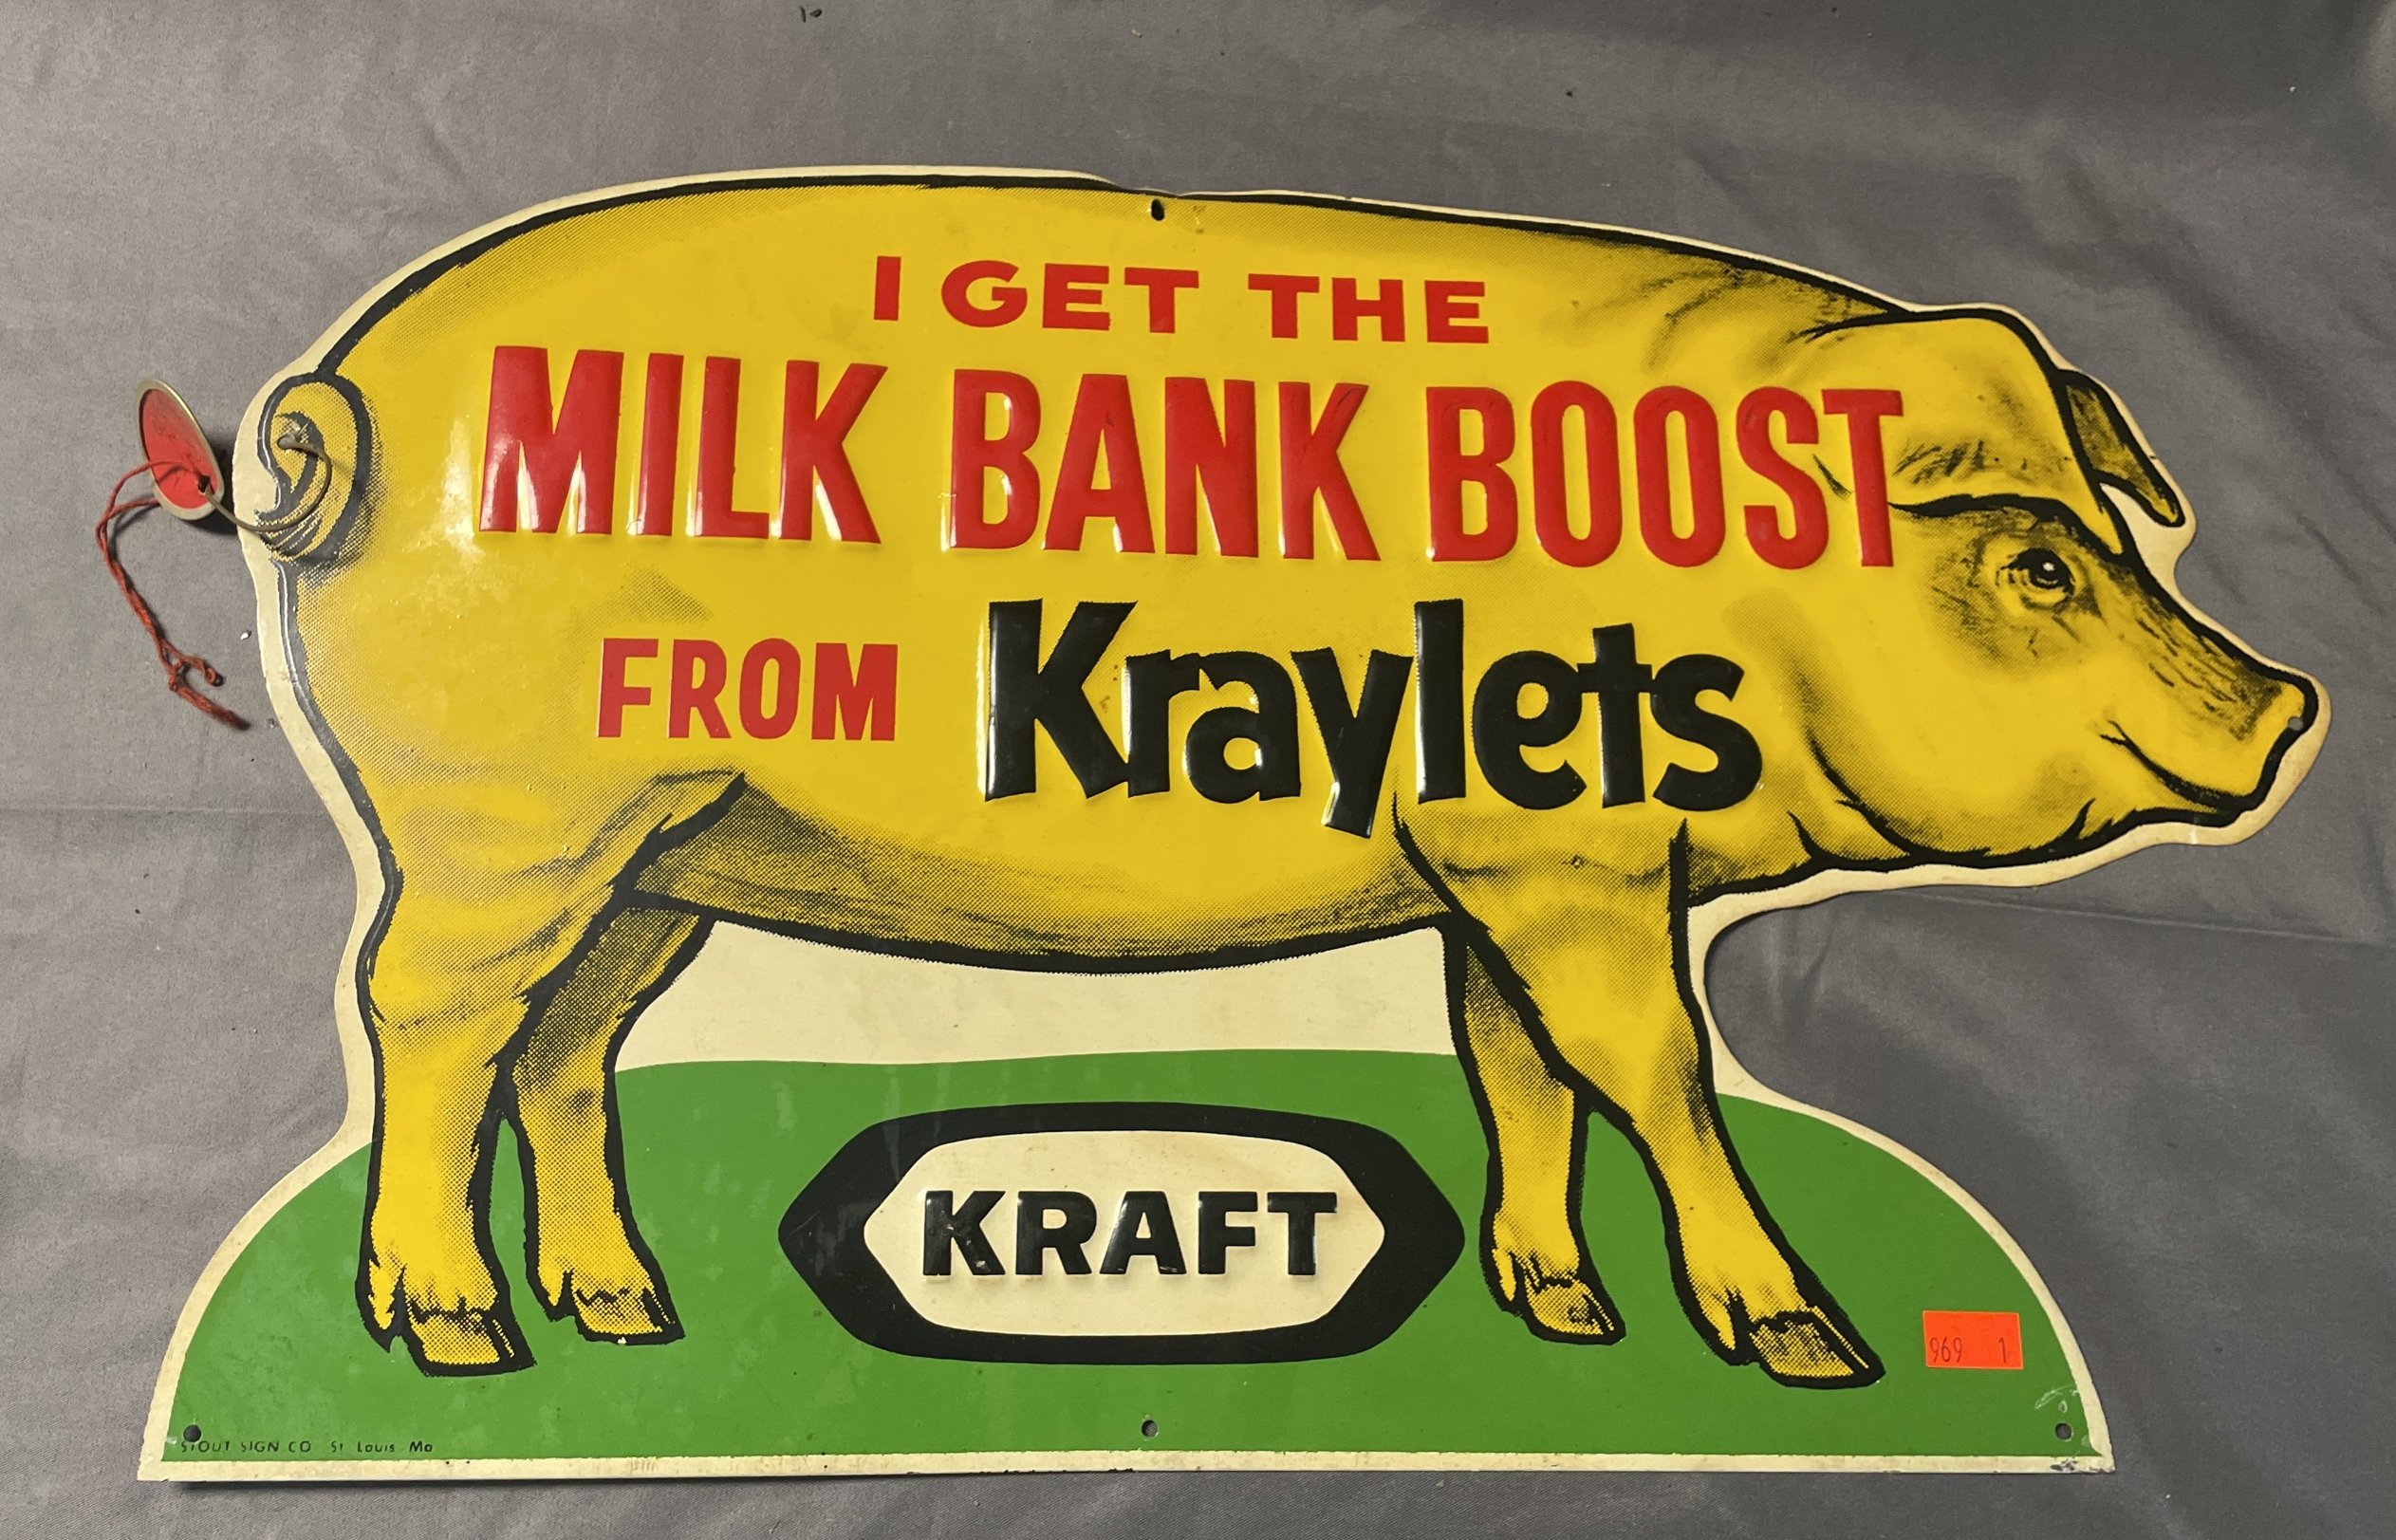 I GET THE
MILK BANK BOOST
FROM Kraylets
KRAFT
969 1
STOUT SIGN CO St Louis Mo